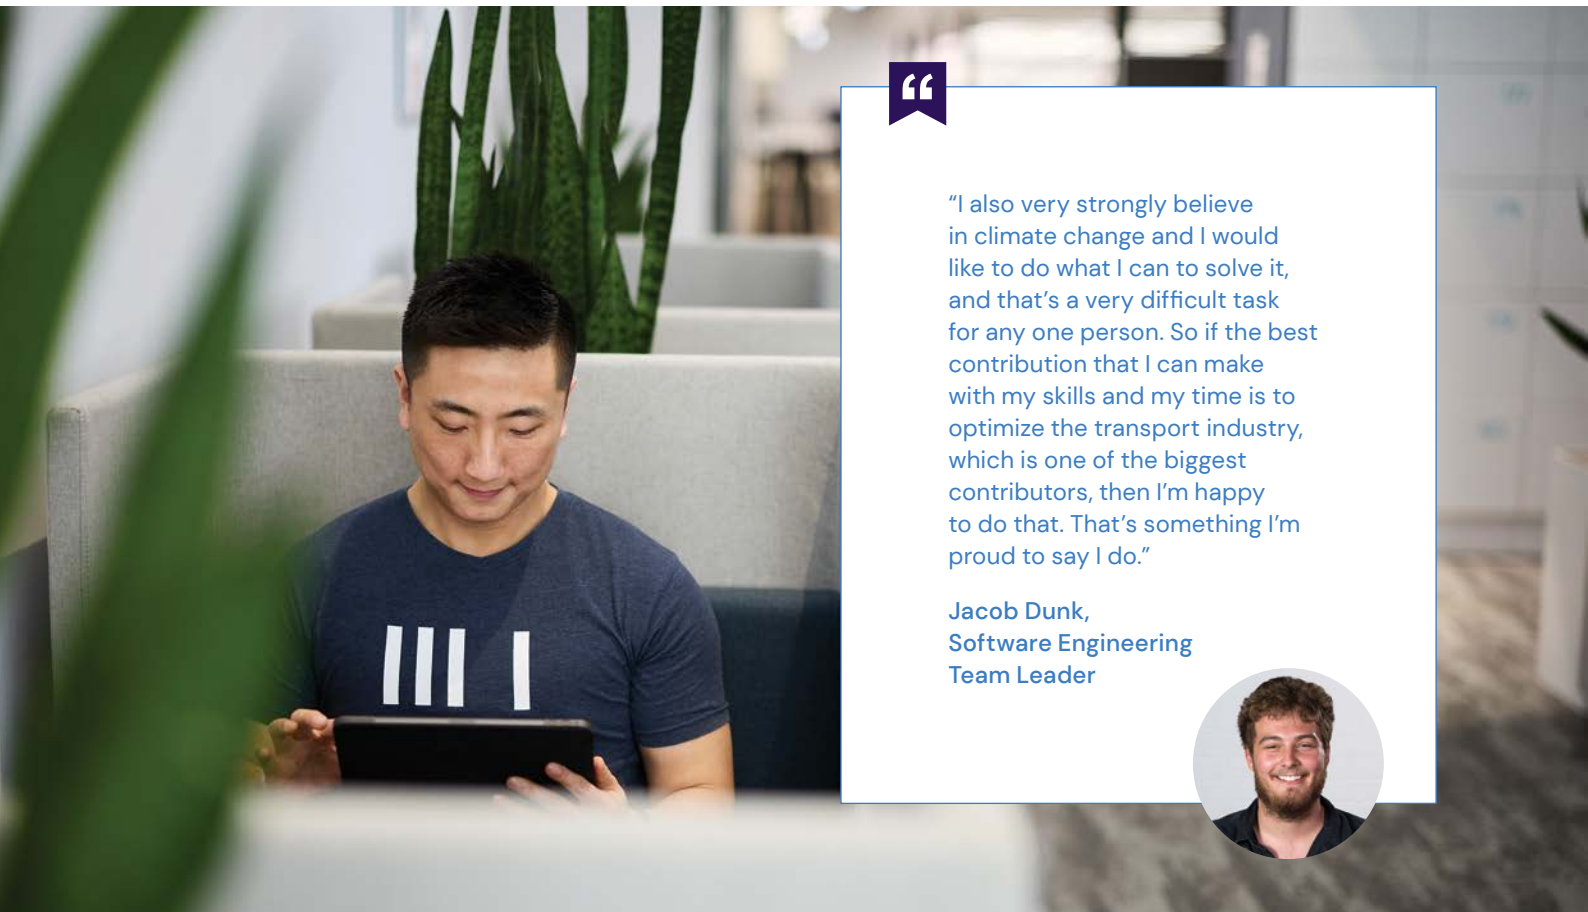 “I also very strongly believe
in climate change and I would
like to do what I can to solve it,
and that’s a very difficult task
for any one person. So if the best
contribution that I can make
with my skills and my time is to
optimize the transport industry,
which is one of the biggest
contributors, then I’m happy
to do that. That’s something I’m
proud to say I do.”
Jacob Dunk,
Software Engineering
Team Leader